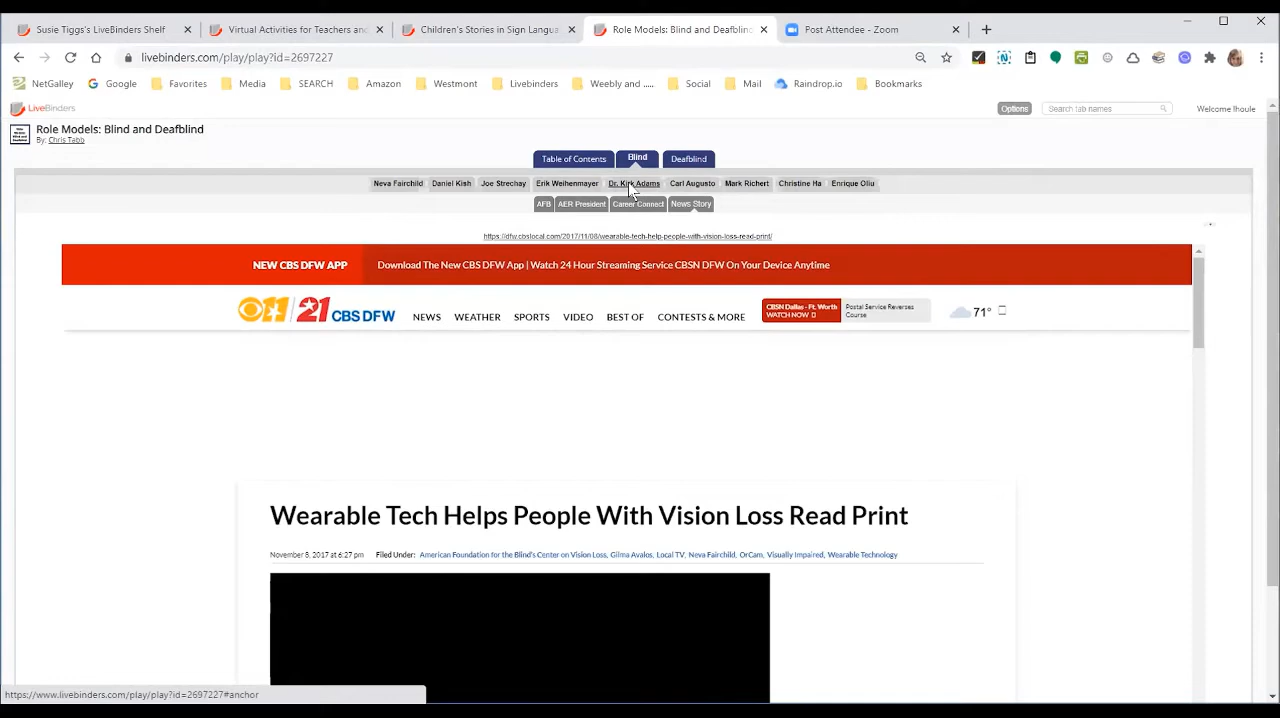 Susie Tiggs LiveBinders Shelf
Virtual Activities for Teachers an
Children's Stories in Sign Langua
Role Models: Blind and Deafblind
Post Attendee - Zoom
livebinders.com/play/play?id=2697227
NetGalley Google Favorites Media SEARCH Amazon Westmont Livebinders Weebly and .... Social Mail Raindrop.io Bookmarks
LiveBinders
Options
Search tab names
Welcome lhoule
Role Models: Blind and Deafblind
By: Chris Tabb
Table of Contents Blind Deafblind
Neva Fairchild Daniel Kish Joe Strechay Erik Weihenmayer Dr. Kirk Adams Carl Augusto Mark Richert Christine Ha Enrique Oliu
AFB AER President Career Connect News Story
https://dfw.cbslocal.com/2017/11/08/wearable-tech-help-people-with-vision-loss-read-print/
NEW CBS DFW APP Download The New CBS DFW App | Watch 24 Hour Streaming Service CBSN DFW On Your Device Anytime
11 21 CBS DFW
NEWS WEATHER SPORTS VIDEO BEST OF CONTESTS & MORE
CBSN Dallas - Ft. Worth
WATCH NOW
Postal Service Reverses
Course
71°
Wearable Tech Helps People With Vision Loss Read Print
November 8, 2017 at 6:27 pm Filed Under: American Foundation for the Blind's Center on Vision Loss, Gilma Avalos, Local TV, Neva Fairchild, OrCam, Visually Impaired, Wearable Technology
https://www.livebinders.com/play/play?id=2697227#anchor